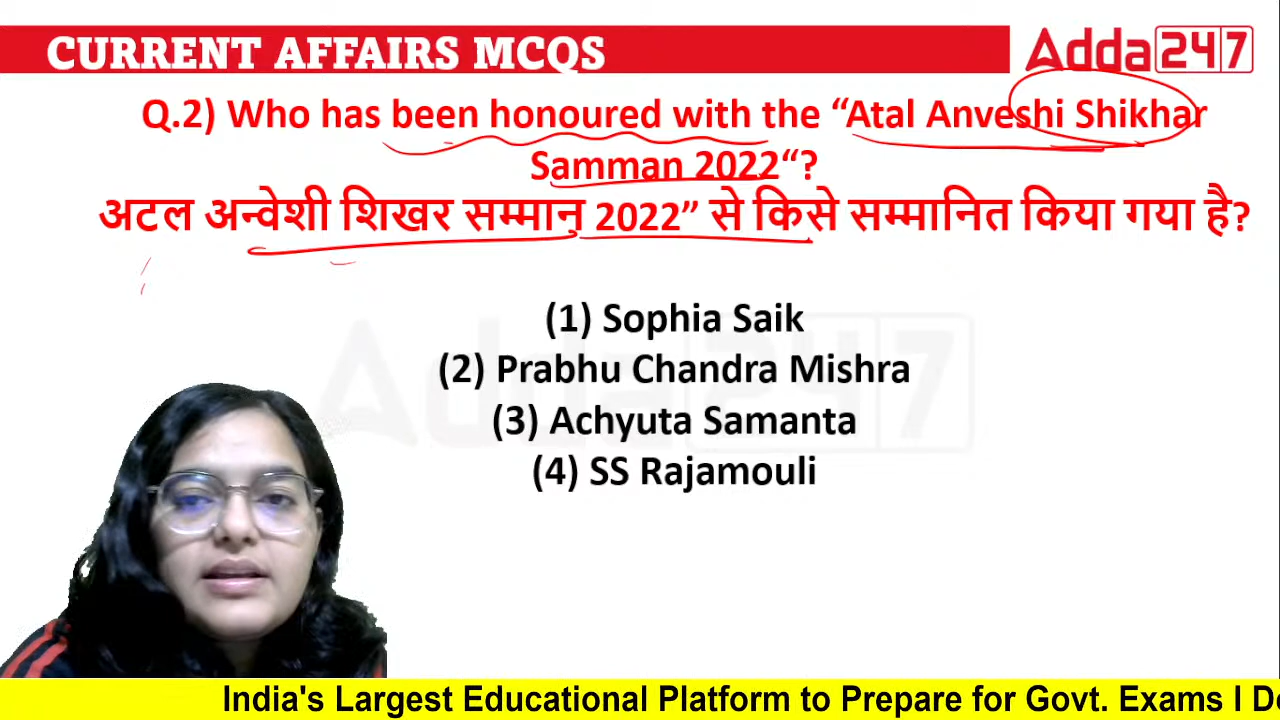 CURRENT AFFAIRS MCQS
Adda247
Q.2) Who has been honoured with the “Atal Anveshi Shikhar
Samman 2022“?
अटल अन्वेशी शिखर सम्मान 2022” से किसे सम्मानित किया गया है?
(1) Sophia Saik
(2) Prabhu Chandra Mishra
(3) Achyuta Samanta
(4) SS Rajamouli
Adda247
India's Largest Educational Platform to Prepare for Govt. Exams I